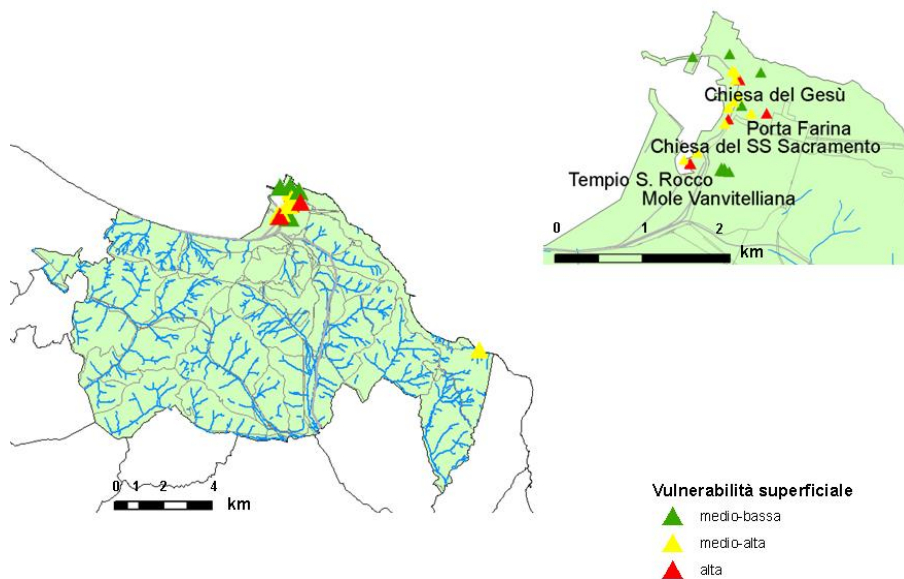 Chiesa del Gesù
Porta Farina
Chiesa del SS Sacramento
Tempio S. Rocco
Mole Vanvitelliana
0 1 2
km
0 1 2 4
km
Vulnerabilità superficiale
medio-bassa
medio-alta
alta